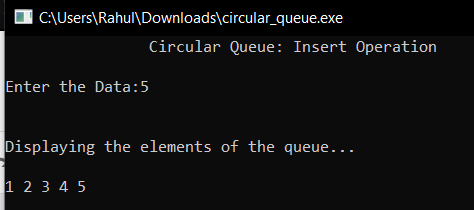 C:\Users\Rahul\Downloads\circular_queue.exe
Circular Queue: Insert Operation
Enter the Data:5
Displaying the elements of the queue...
1 2 3 4 5